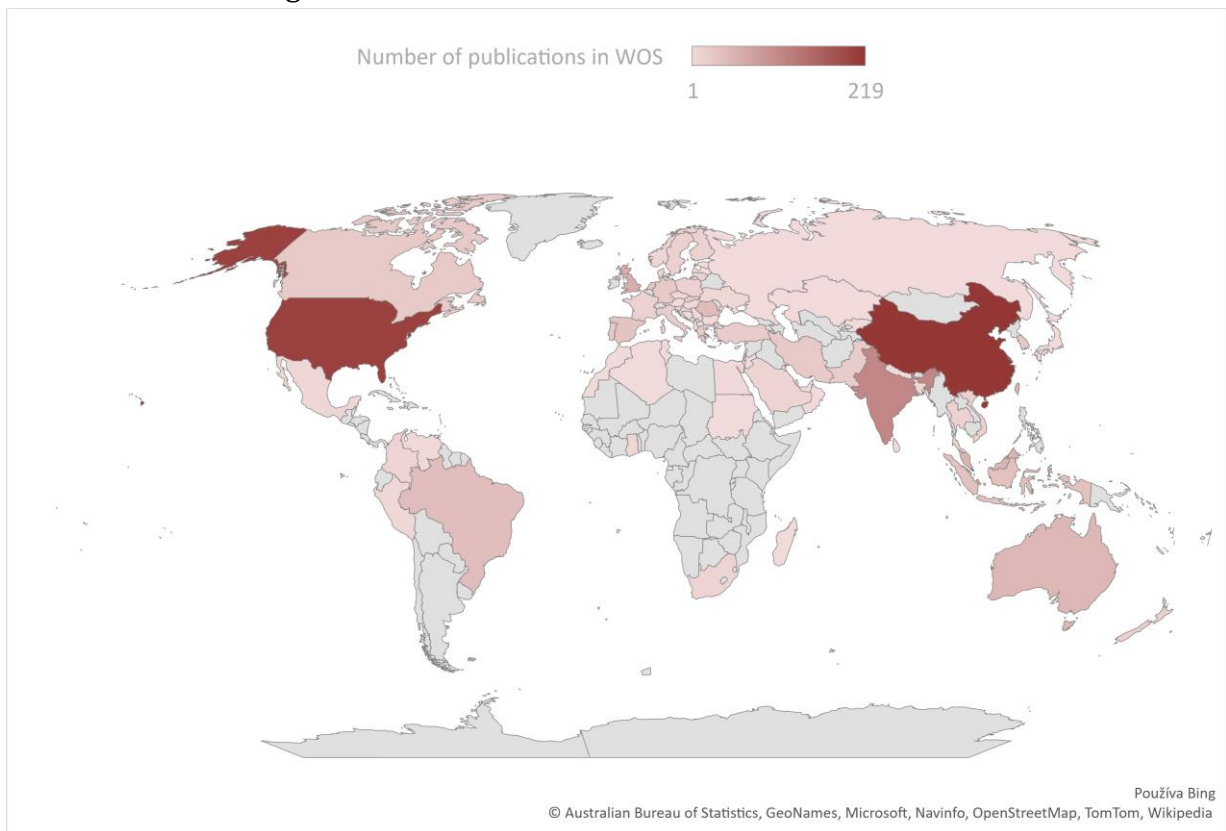 Number of publications in WOS
1 219
Používa Bing
© Australian Bureau of Statistics, GeoNames, Microsoft, Navinfo, OpenStreetMap, TomTom, Wikipedia